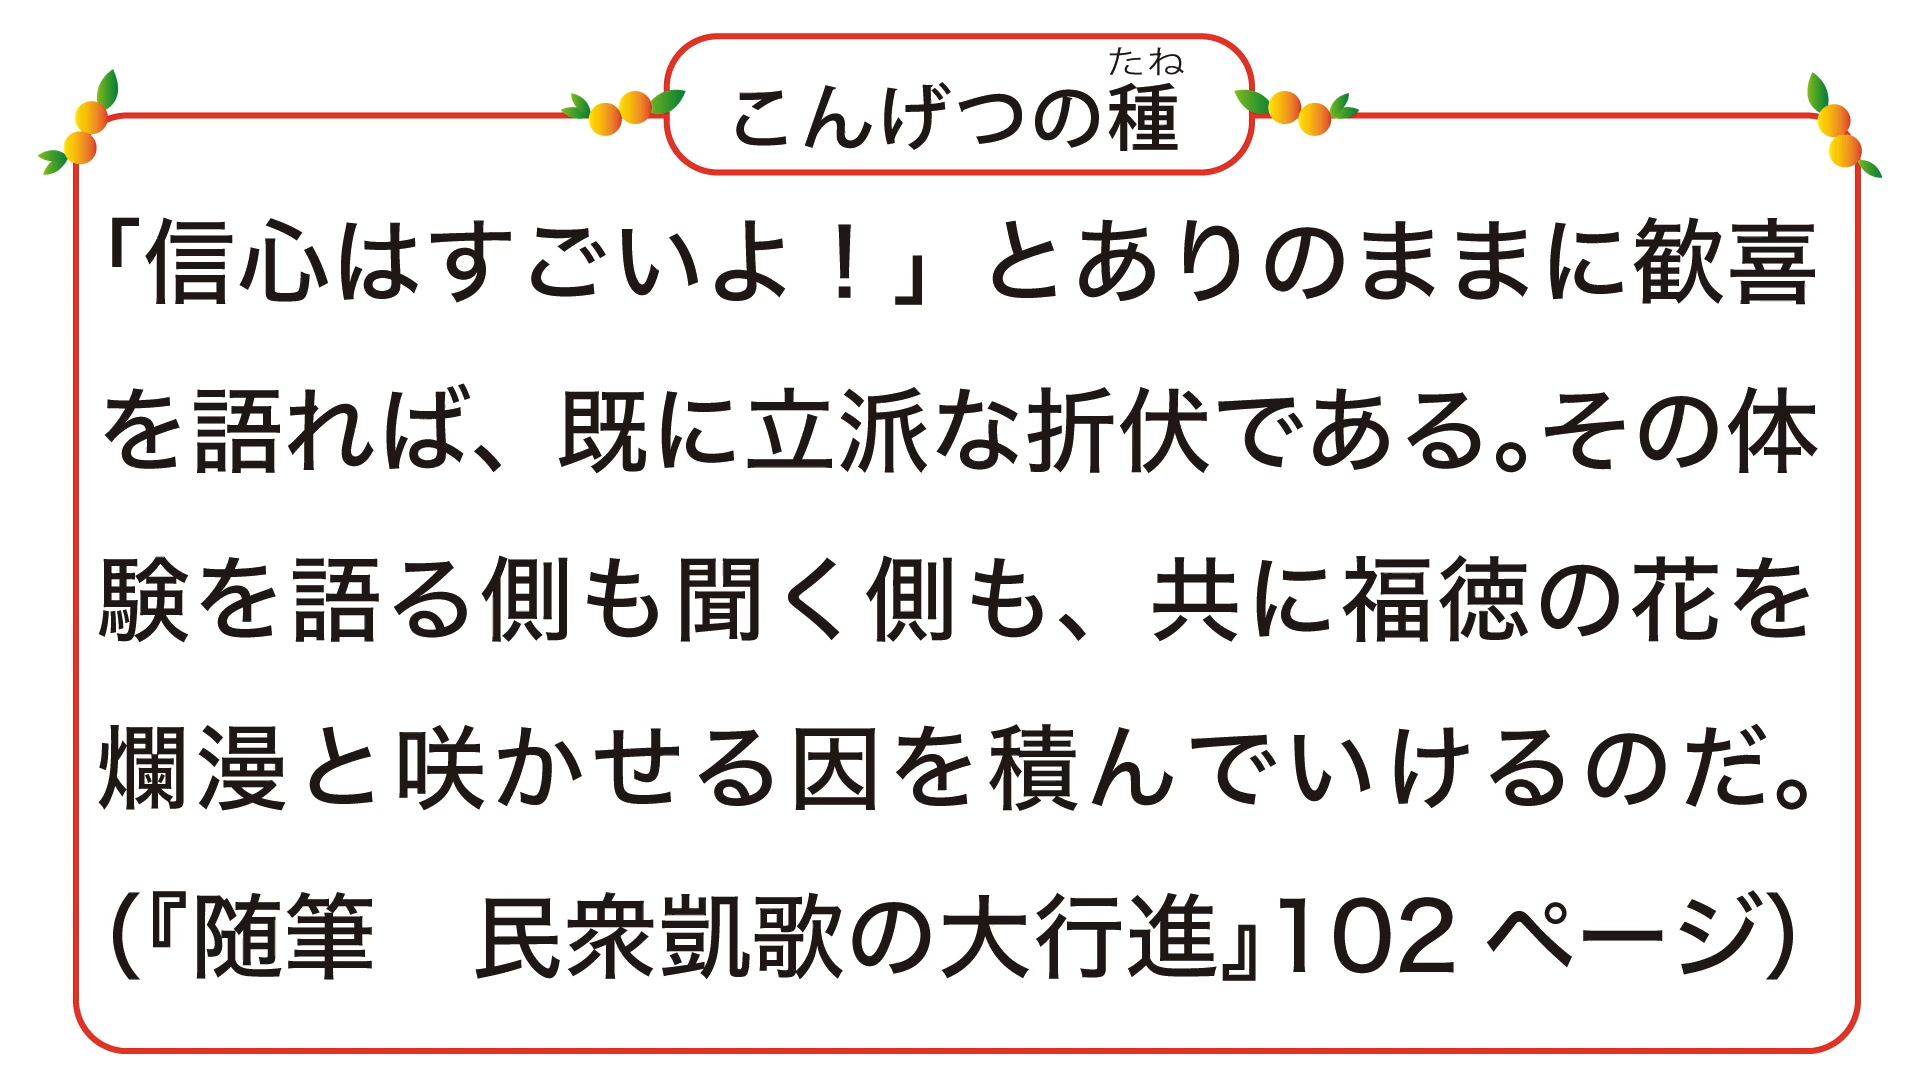 こんげつの種
たね
「信心はすごいよ！」とありのままに歓喜
を語れば、既に立派な折伏である。その体
験を語る側も聞く側も、共に福徳の花を
爛漫と咲かせる因を積んでいけるのだ。
（『随筆　民衆凱歌の大行進』102ページ）